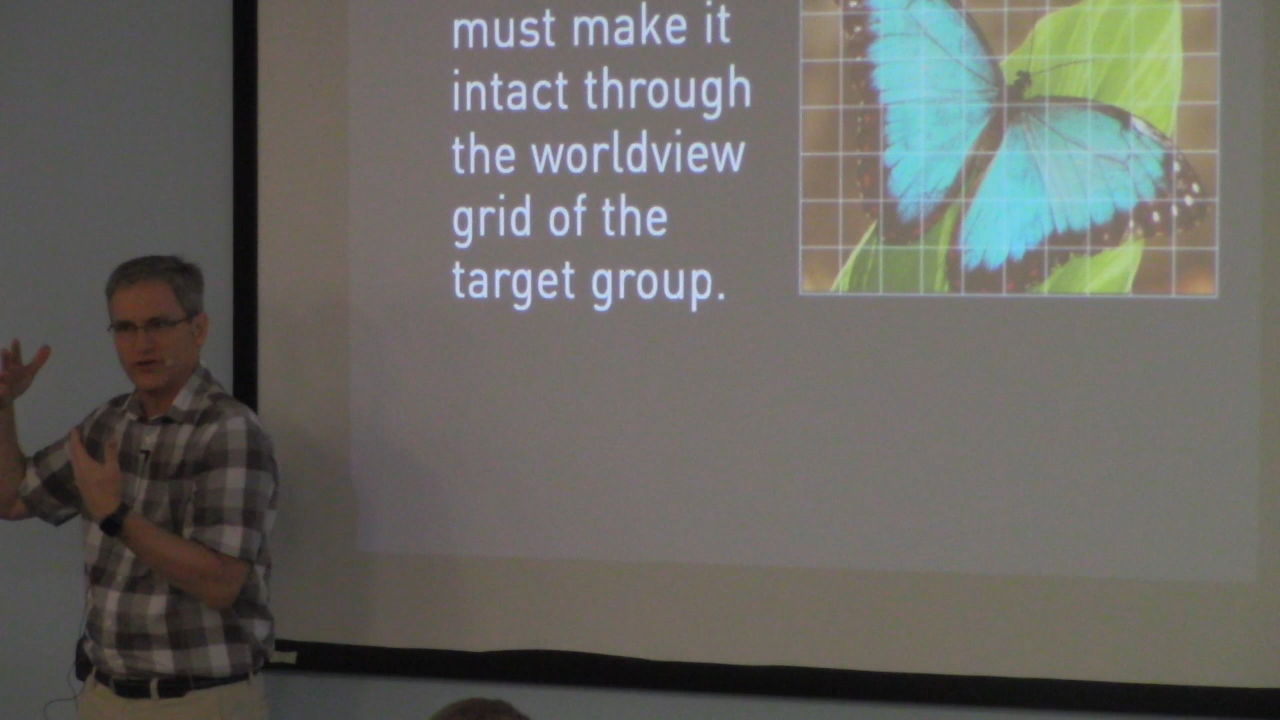 must make it
intact through
the worldview
grid of the
target group.